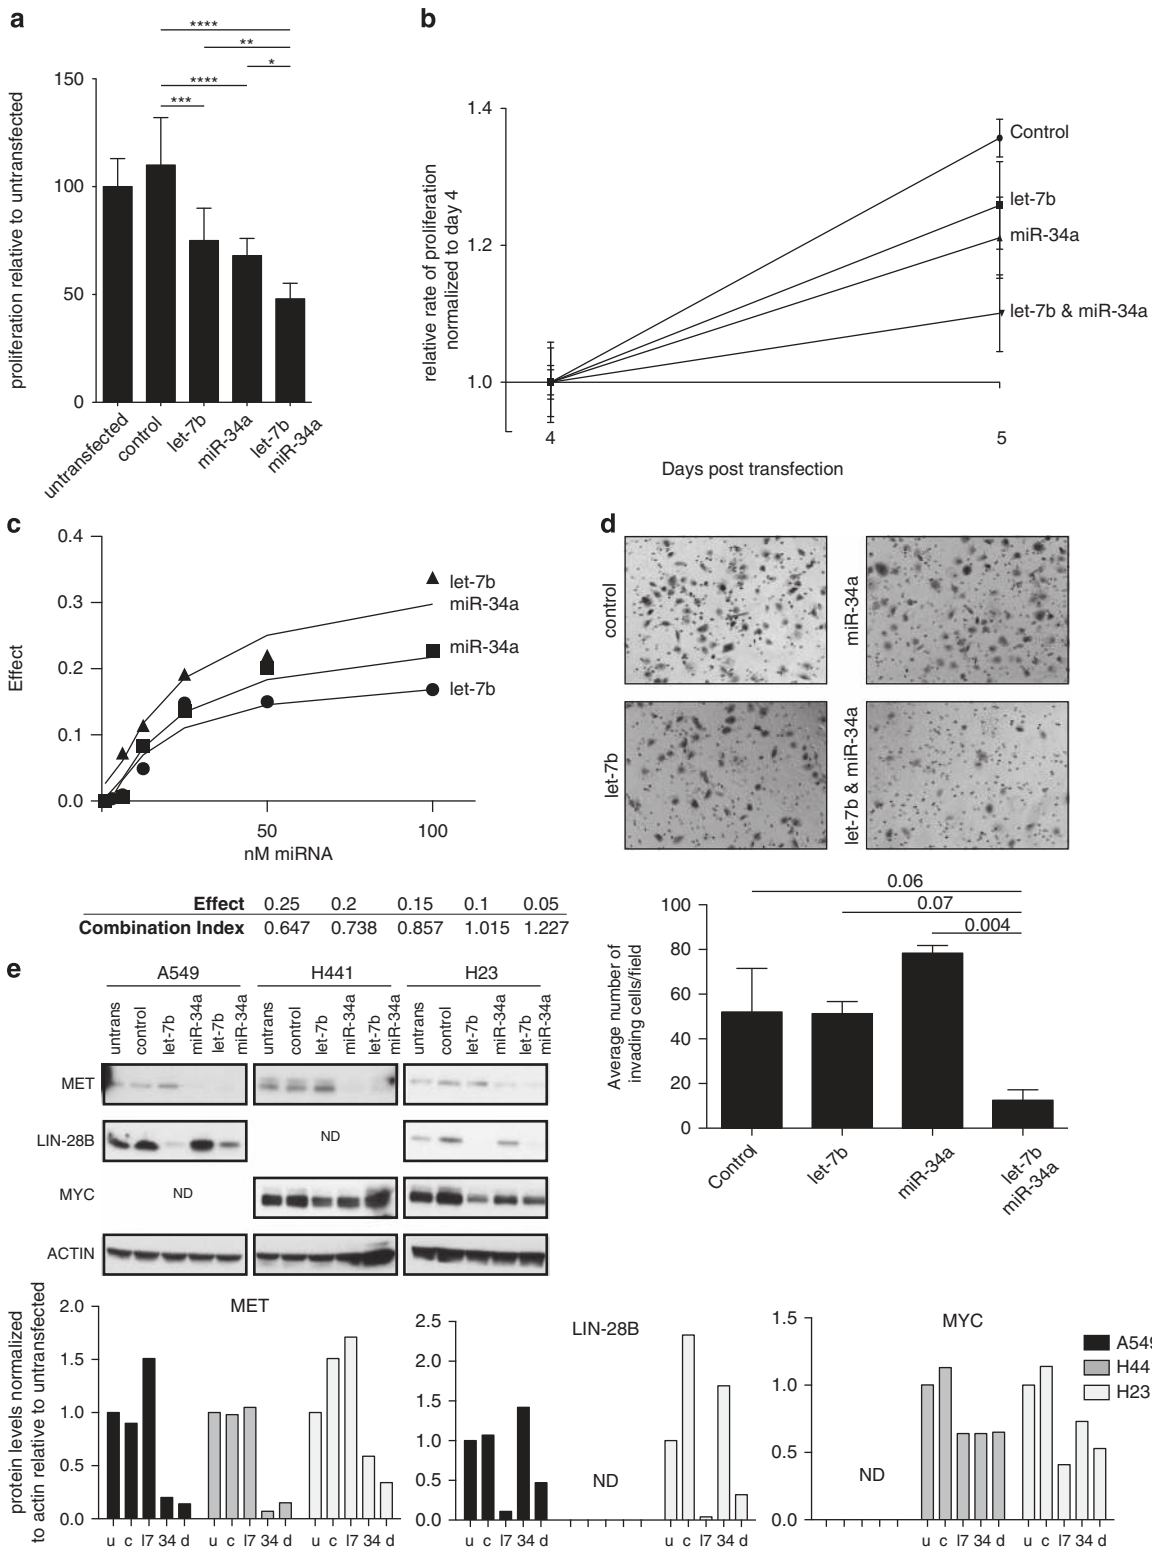 a
****
**
*
****
***
150
100
50
0
proliferation relative to untransfected
untransfected
control
let-7b
miR-34a
let-7b
miR-34a
b
1.4
1.2
1.0
relative rate of proliferation
normalized to day 4
Control
let-7b
miR-34a
let-7b & miR-34a
4
5
Days post transfection
c
0.4
0.3
0.2
0.1
0.0
Effect
let-7b
miR-34a
miR-34a
let-7b
50
100
nM miRNA
Effect 0.25 0.2 0.15 0.1 0.05
Combination Index 0.647 0.738 0.857 1.015 1.227
d
control
miR-34a
let-7b
let-7b & miR-34a
0.06
0.07
0.004
100
80
60
40
20
0
Average number of
invading cells/field
Control
let-7b
miR-34a
let-7b
miR-34a
e
A549 H441 H23
untrans control let-7b miR-34a let-7b miR-34a
untrans control let-7b miR-34a let-7b miR-34a
untrans control let-7b miR-34a let-7b miR-34a
MET
LIN-28B
ND
MYC
ND
ACTIN
protein levels normalized
to actin relative to untransfected
MET
2.0
1.5
1.0
0.5
0.0
u c l7 34 d u c l7 34 d u c l7 34 d
LIN-28B
2.5
2.0
1.5
1.0
0.5
0.0
ND
u c l7 34 d u c l7 34 d
MYC
1.5
1.0
0.5
0.0
ND
u c l7 34 d u c l7 34 d
A549
H44
H23